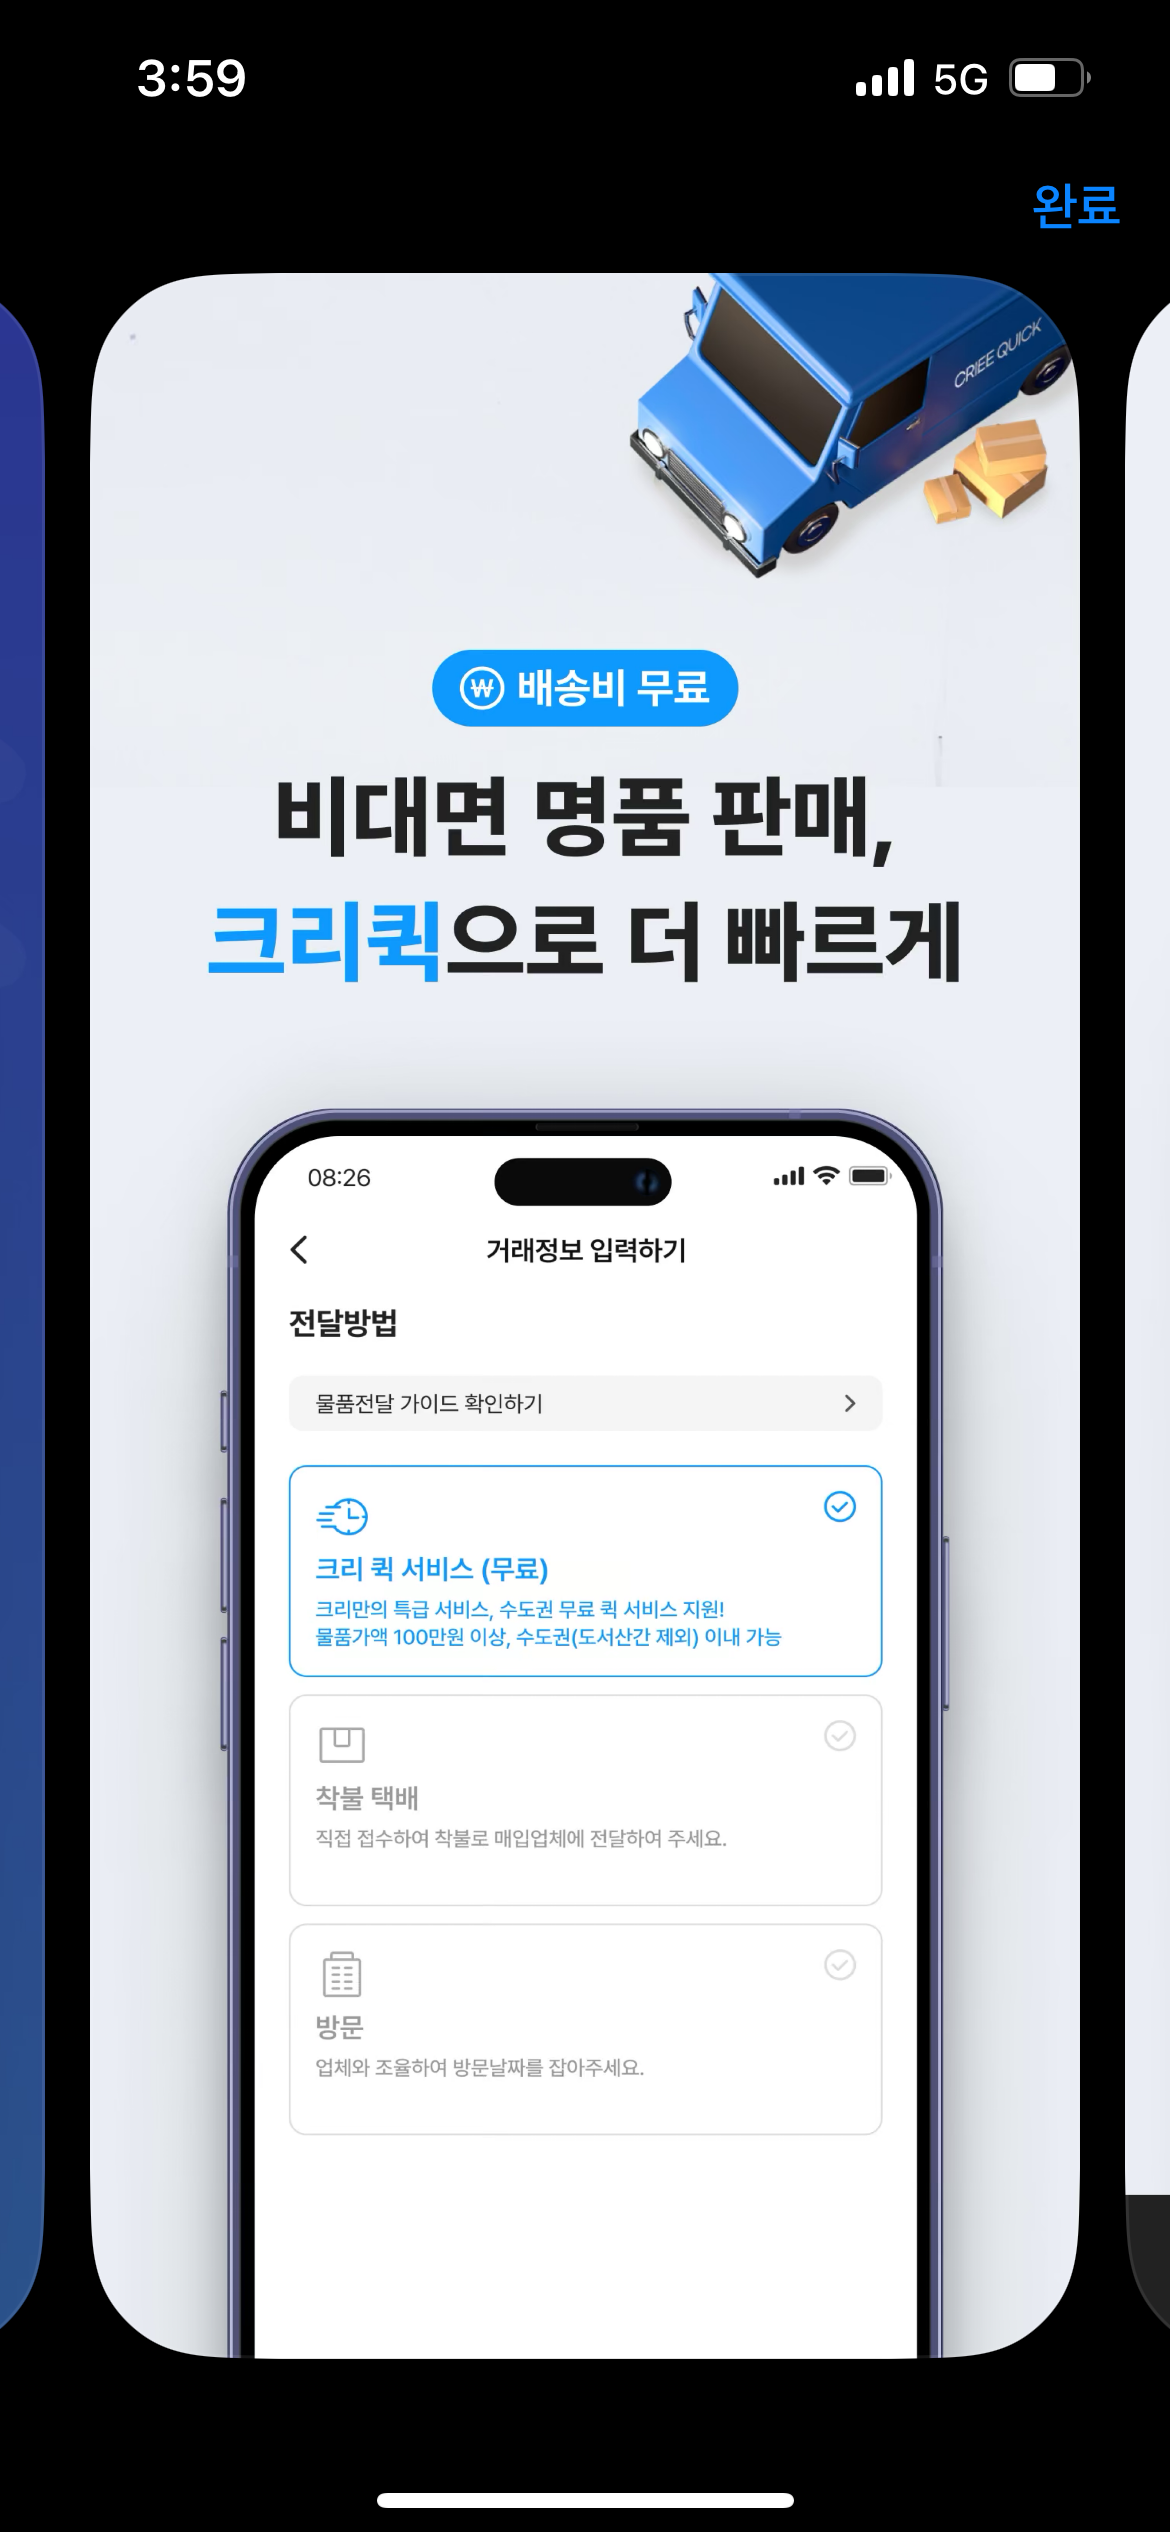 3:59
5G
완료
CRIEE QUICK
₩ 배송비 무료
비대면 명품 판매,
크리퀵으로 더 빠르게
08:26
거래정보 입력하기
전달방법
물품전달 가이드 확인하기
크리 퀵 서비스 (무료)
크리만의 특급 서비스, 수도권 무료 퀵 서비스 지원!
물품가액 100만원 이상, 수도권(도서산간 제외) 이내 가능
착불 택배
직접 접수하여 착불로 매입업체에 전달하여 주세요.
방문
업체와 조율하여 방문날짜를 잡아주세요.